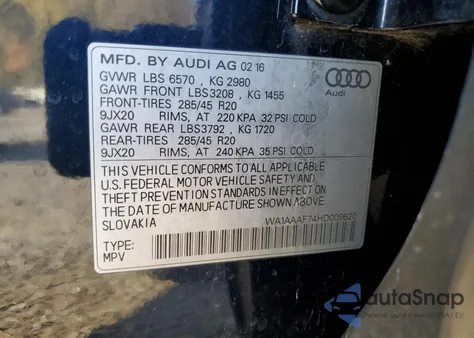 MFD. BY AUDI AG 02 16
GVWR LBS 6570 , KG 2980
GAWR FRONT LBS3208 , KG 1455
FRONT-TIRES 285/45 R20
9JX20 RIMS, AT 220 KPA 32 PSI COLD
GAWR REAR LBS3792 , KG 1720
REAR-TIRES 285/45 R20
9JX20 RIMS, AT 240 KPA 35 PSI COLD
Audi
THIS VEHICLE CONFORMS TO ALL APPLICABLE
U.S. FEDERAL MOTOR VEHICLE SAFETY AND
THEFT PREVENTION STANDARDS IN EFFECT ON
THE DATE OF MANUFACTURE SHOWN ABOVE
SLOVAKIA
WA1AAAF74HD009620
TYPE:
MPV
autoSnap